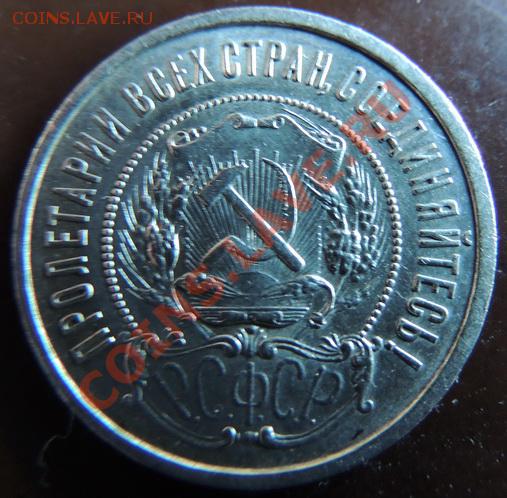 COINS.LAVE.RU
ПРОЛЕТАРИИ ВСЕХ СТРАН, СОЕДИНЯЙТЕСЬ!
COINS.LAVE.RU
Р.С.Ф.С.Р.